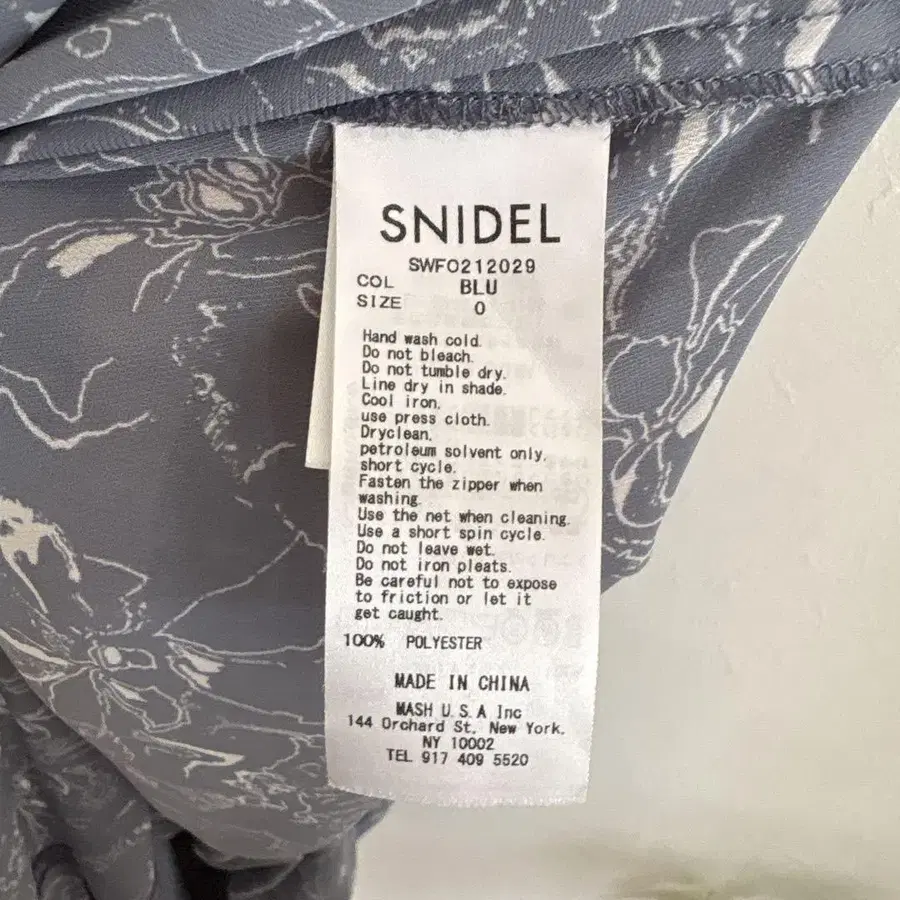 SNIDEL
SWFO212029
COL BLU
SIZE 0
Hand wash cold.
Do not bleach.
Do not tumble dry.
Line dry in shade.
Cool iron,
use press cloth.
Dryclean,
petroleum solvent only,
short cycle.
Fasten the zipper when
washing.
Use the net when cleaning.
Use a short spin cycle.
Do not leave wet.
Do not iron pleats.
Be careful not to expose
to friction or let it
get caught.
100% POLYESTER
MADE IN CHINA
MASH U.S.A Inc
144 Orchard St. New York.
NY 10002
TEL 917 409 5520